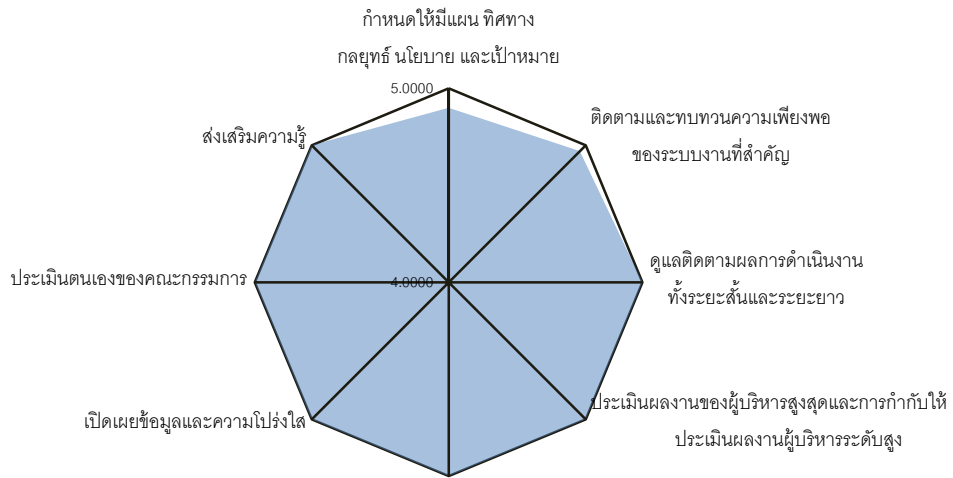 กำหนดให้มีแผน ทิศทาง
กลยุทธ์ นโยบาย และเป้าหมาย
5.0000
ติดตามและทบทวนความเพียงพอ
ของระบบงานที่สำคัญ
ส่งเสริมความรู้
ดูแลติดตามผลการดำเนินงาน
ทั้งระยะสั้นและระยะยาว
ประเมินตนเองของคณะกรรมการ
4.0000
ประเมินผลงานของผู้บริหารสูงสุดและการกำกับให้
ประเมินผลงานผู้บริหารระดับสูง
เปิดเผยข้อมูลและความโปร่งใส